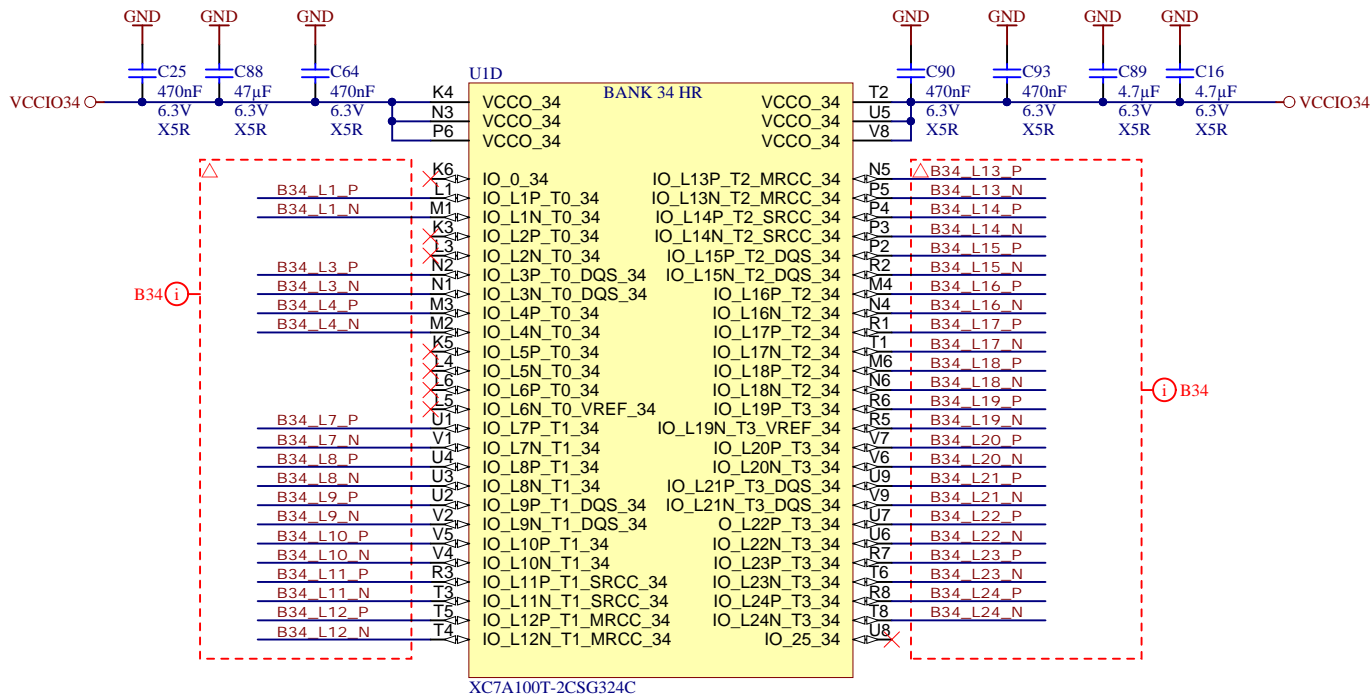 GND GND GND GND GND GND GND
C25 C88 C64 U1D C90 C93 C89 C16
470nF 47µF 470nF BANK 34 HR 470nF 470nF 4.7µF 4.7µF
6.3V 6.3V 6.3V 6.3V 6.3V 6.3V 6.3V
X5R X5R X5R X5R X5R X5R X5R
VCCIO34 K4 VCCO_34 VCCO_34 T2 VCCIO34
N3 VCCO_34 VCCO_34 U5
P6 VCCO_34 VCCO_34 V8
K6 IO_0_34 IO_L13P_T2_MRCC_34 N5 B34_L13_P
B34_L1_P L1 IO_L1P_T0_34 IO_L13N_T2_MRCC_34 P5 B34_L13_N
B34_L1_N M1 IO_L1N_T0_34 IO_L14P_T2_SRCC_34 P4 B34_L14_P
K3 IO_L2P_T0_34 IO_L14N_T2_SRCC_34 P3 B34_L14_N
L3 IO_L2N_T0_34 IO_L15P_T2_DQS_34 P2 B34_L15_P
B34_L3_P N2 IO_L3P_T0_DQS_34 IO_L15N_T2_DQS_34 R2 B34_L15_N
B34 i B34_L3_N N1 IO_L3N_T0_DQS_34 IO_L16P_T2_34 M4 B34_L16_P
B34_L4_P M3 IO_L4P_T0_34 IO_L16N_T2_34 N4 B34_L16_N
B34_L4_N M2 IO_L4N_T0_34 IO_L17P_T2_34 R1 B34_L17_P
K5 IO_L5P_T0_34 IO_L17N_T2_34 T1 B34_L17_N
L4 IO_L5N_T0_34 IO_L18P_T2_34 M6 B34_L18_P
L6 IO_L6P_T0_34 IO_L18N_T2_34 N6 B34_L18_N i B34
L5 IO_L6N_T0_VREF_34 IO_L19P_T3_34 R6 B34_L19_P
B34_L7_P U1 IO_L7P_T1_34 IO_L19N_T3_VREF_34 R5 B34_L19_N
B34_L7_N V1 IO_L7N_T1_34 IO_L20P_T3_34 V7 B34_L20_P
B34_L8_P U4 IO_L8P_T1_34 IO_L20N_T3_34 V6 B34_L20_N
B34_L8_N U3 IO_L8N_T1_34 IO_L21P_T3_DQS_34 U9 B34_L21_P
B34_L9_P U2 IO_L9P_T1_DQS_34 IO_L21N_T3_DQS_34 V9 B34_L21_N
B34_L9_N V2 IO_L9N_T1_DQS_34 O_L22P_T3_34 U7 B34_L22_P
B34_L10_P V5 IO_L10P_T1_34 IO_L22N_T3_34 U6 B34_L22_N
B34_L10_N V4 IO_L10N_T1_34 IO_L23P_T3_34 R7 B34_L23_P
B34_L11_P R3 IO_L11P_T1_SRCC_34 IO_L23N_T3_34 T6 B34_L23_N
B34_L11_N T3 IO_L11N_T1_SRCC_34 IO_L24P_T3_34 R8 B34_L24_P
B34_L12_P T5 IO_L12P_T1_MRCC_34 IO_L24N_T3_34 T8 B34_L24_N
B34_L12_N T4 IO_L12N_T1_MRCC_34 IO_25_34 U8
XC7A100T-2CSG324C